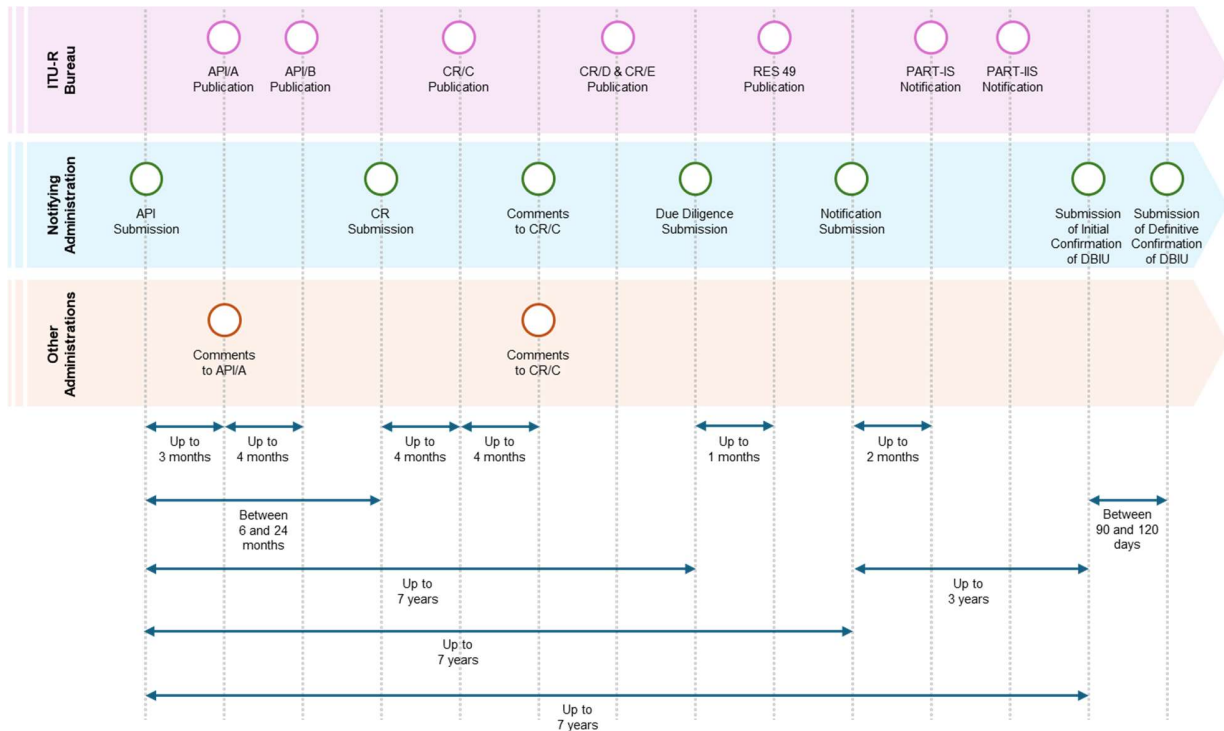 ITU-R
Bureau
API/A
Publication
API/B
Publication
CR/C
Publication
CR/D & CR/E
Publication
RES 49
Publication
PART-IS
Notification
PART-IIS
Notification
Notifying
Administration
API
Submission
CR
Submission
Comments
to CR/C
Due Diligence
Submission
Notification
Submission
Submission
of Initial
Confirmation
of DBIU
Submission
of Definitive
Confirmation
of DBIU
Other
Administrations
Comments
to API/A
Comments
to CR/C
Up to
3 months
Up to
4 months
Up to
4 months
Up to
4 months
Up to
1 months
Up to
2 months
Between
6 and 24
months
Between
90 and 120
days
Up to
7 years
Up to
3 years
Up to
7 years
Up to
7 years